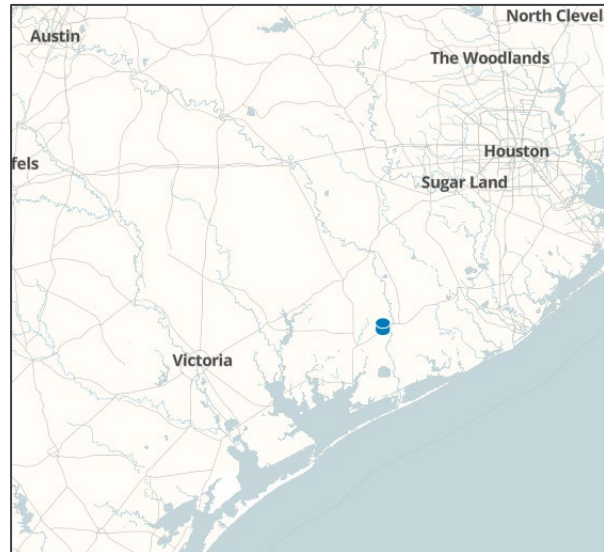 North Clevel
Austin
The Woodlands
Houston
fels
Sugar Land
Victoria